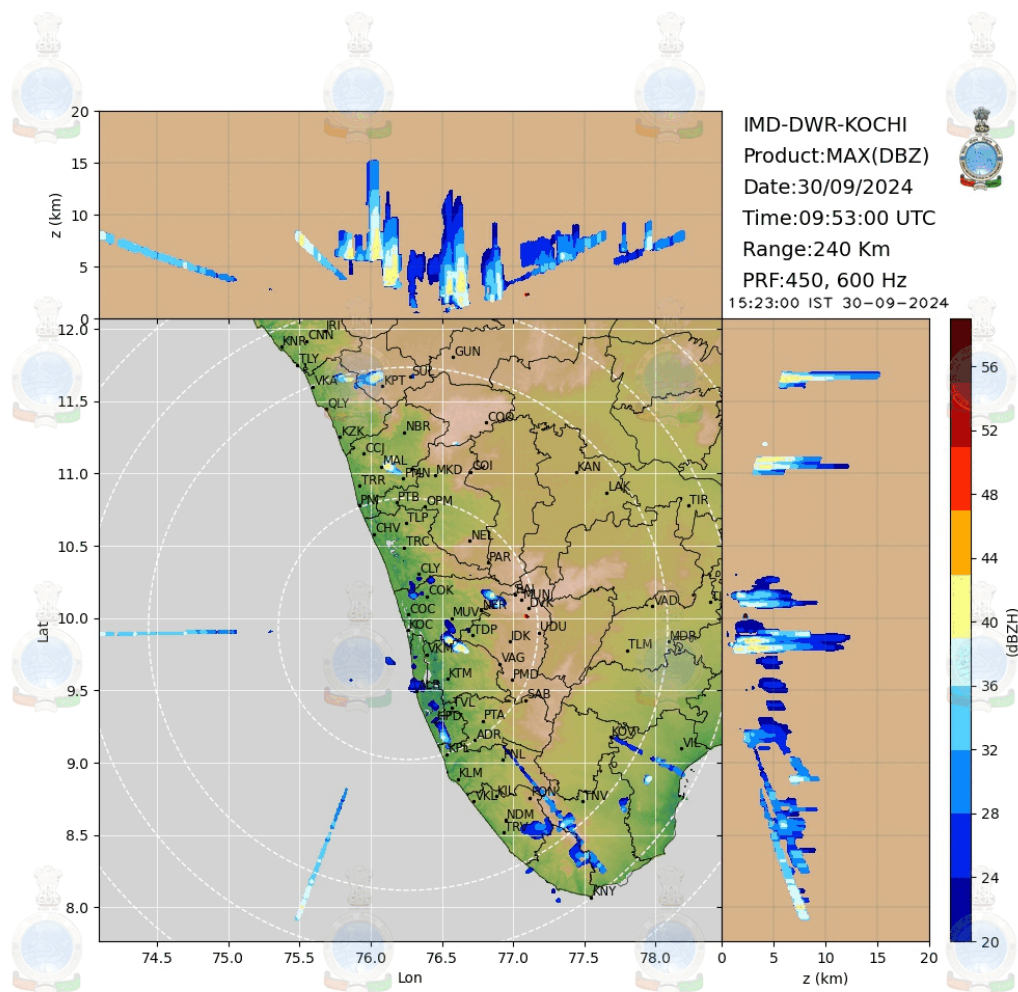 IMD-DWR-KOCHI
Product:MAX(DBZ)
Date:30/09/2024
Time:09:53:00 UTC
Range:240 Km
PRF:450, 600 Hz
15:23:00 IST 30-09-2024
20
15
10
5
0
z (km)
12.0
11.5
11.0
10.5
10.0
9.5
9.0
8.5
8.0
Lat
IRI
CNN
KNR
TLY
GUN
VKA
SUL
KPT
QLY
COO
NBR
KZK
CCJ
MAL
MKD
COI
KAN
TRR
LAK
PNI
PTB
OPM
TIR
TLP
CHV
TRC
NEL
PAR
CLY
COK
MUN
DVK
VAD
COC
MUV
NER
KOC
TDP
IDK
UDU
MDR
VKM
TLM
VAG
KTM
PMD
SAB
TVL
HPD
PTA
ADR
KOV
VIL
KPL
PNL
KLM
VKL
KIL
PON
TNV
NDM
TRV
KNY
74.5
75.0
75.5
76.0
76.5
77.0
77.5
78.0
Lon
0
5
10
15
20
z (km)
56
52
48
44
40
36
32
28
24
20
(dBZH)